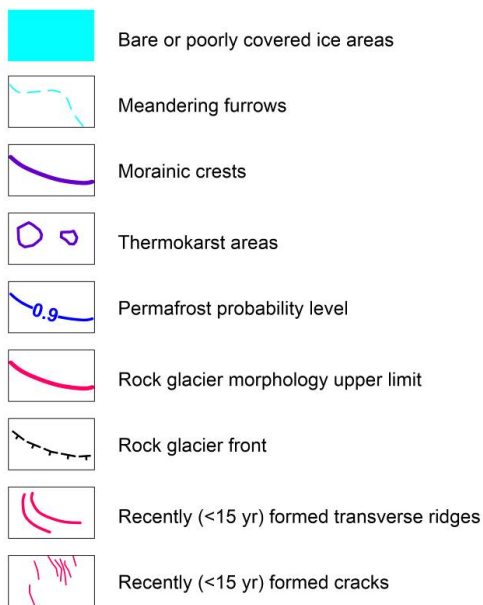 Bare or poorly covered ice areas
Meandering furrows
Morainic crests
Thermokarst areas
0.9
Permafrost probability level
Rock glacier morphology upper limit
Rock glacier front
Recently (<15 yr) formed transverse ridges
Recently (<15 yr) formed cracks